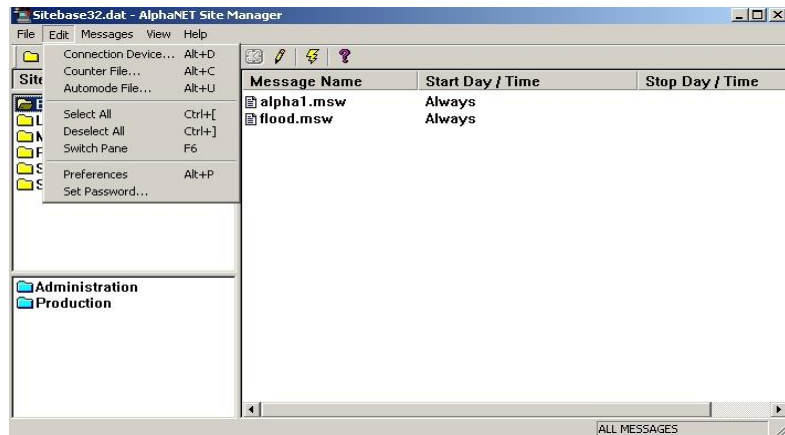 Sitebase32.dat - AlphaNET Site Manager
File Edit Messages View Help
Connection Device... Alt+D
Counter File... Alt+C
Automode File... Alt+U
Select All Ctrl+[
Deselect All Ctrl+]
Switch Pane F6
Preferences Alt+P
Set Password...
Message Name Start Day / Time Stop Day / Time
alpha1.msw Always
flood.msw Always
Administration
Production
ALL MESSAGES